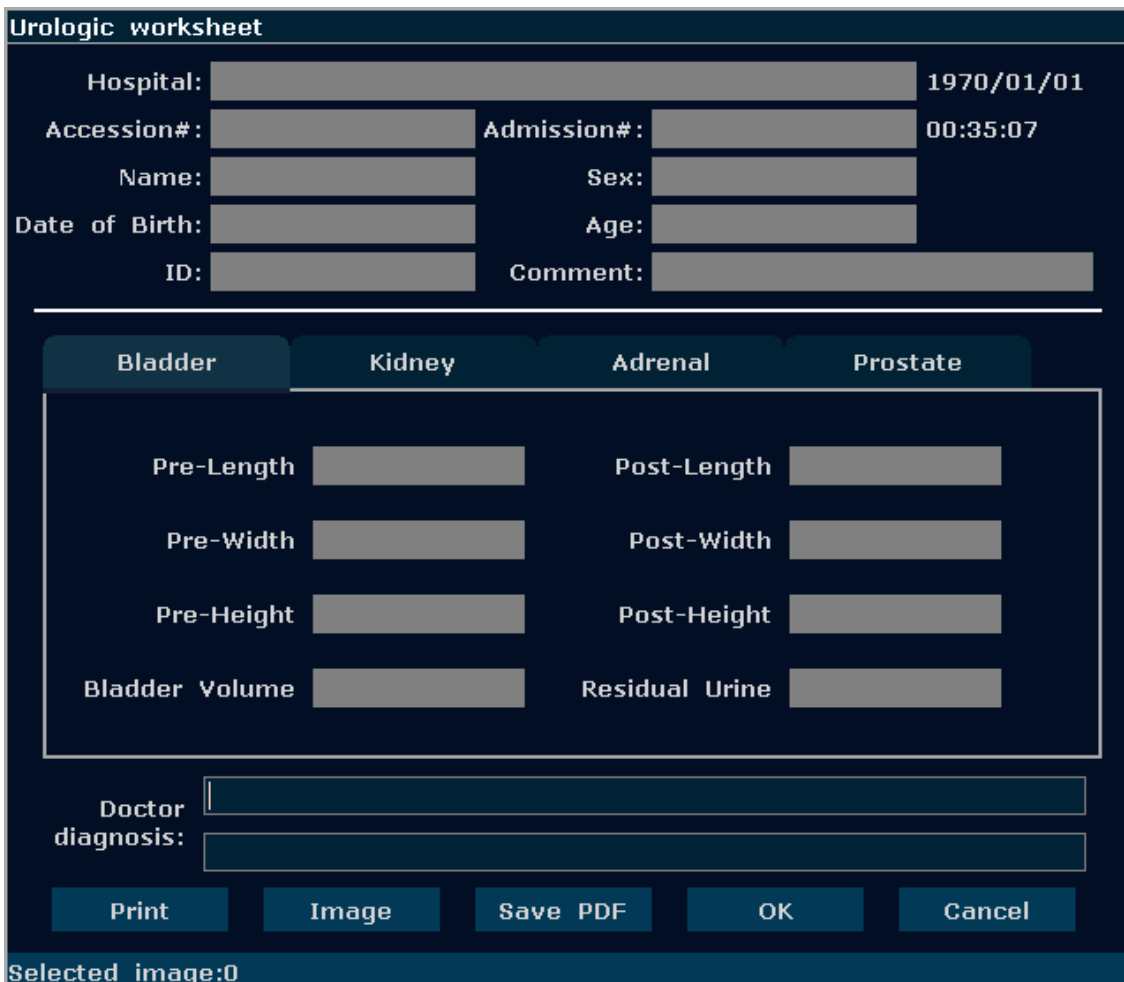 Urologic worksheet
Hospital: 1970/01/01
Accession#: Admission#: 00:35:07
Name: Sex:
Date of Birth: Age:
ID: Comment:
Bladder Kidney Adrenal Prostate
Pre-Length Post-Length
Pre-Width Post-Width
Pre-Height Post-Height
Bladder Volume Residual Urine
Doctor
diagnosis:
Print Image Save PDF OK Cancel
Selected image:0